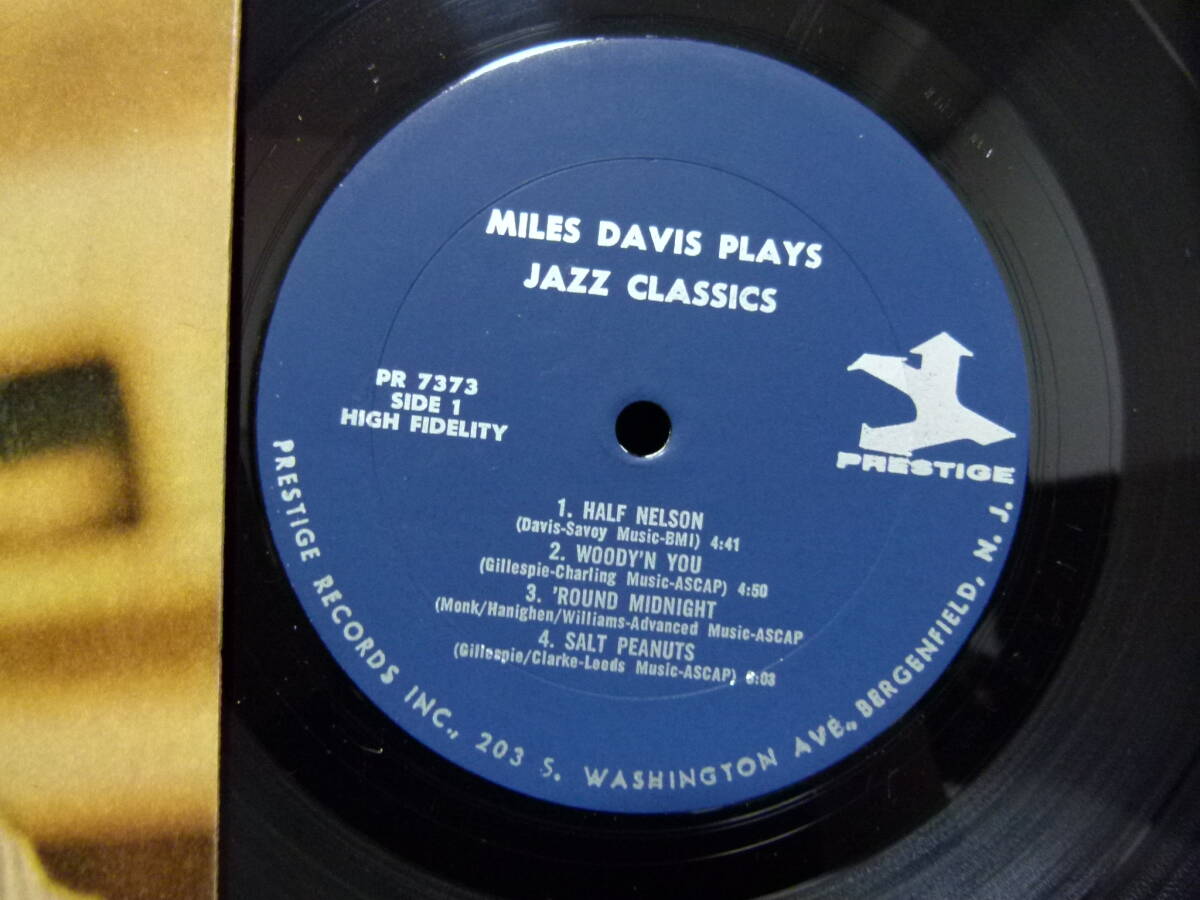 MILES DAVIS PLAYS
JAZZ CLASSICS
PR 7373
SIDE 1
HIGH FIDELITY
PRESTIGE
1. HALF NELSON
(Davis-Savoy Music-BMI) 4:41
2. WOODY'N YOU
(Gillespie-Charling Music-ASCAP) 4:50
3. 'ROUND MIDNIGHT
(Monk/Hanighen/Williams-Advanced Music-ASCAP
4. SALT PEANUTS
(Gillespie/Clarke-Leeds Music-ASCAP)
PRESTIGE RECORDS INC., 203 S. WASHINGTON AVE., BERGENFIELD, N. J.